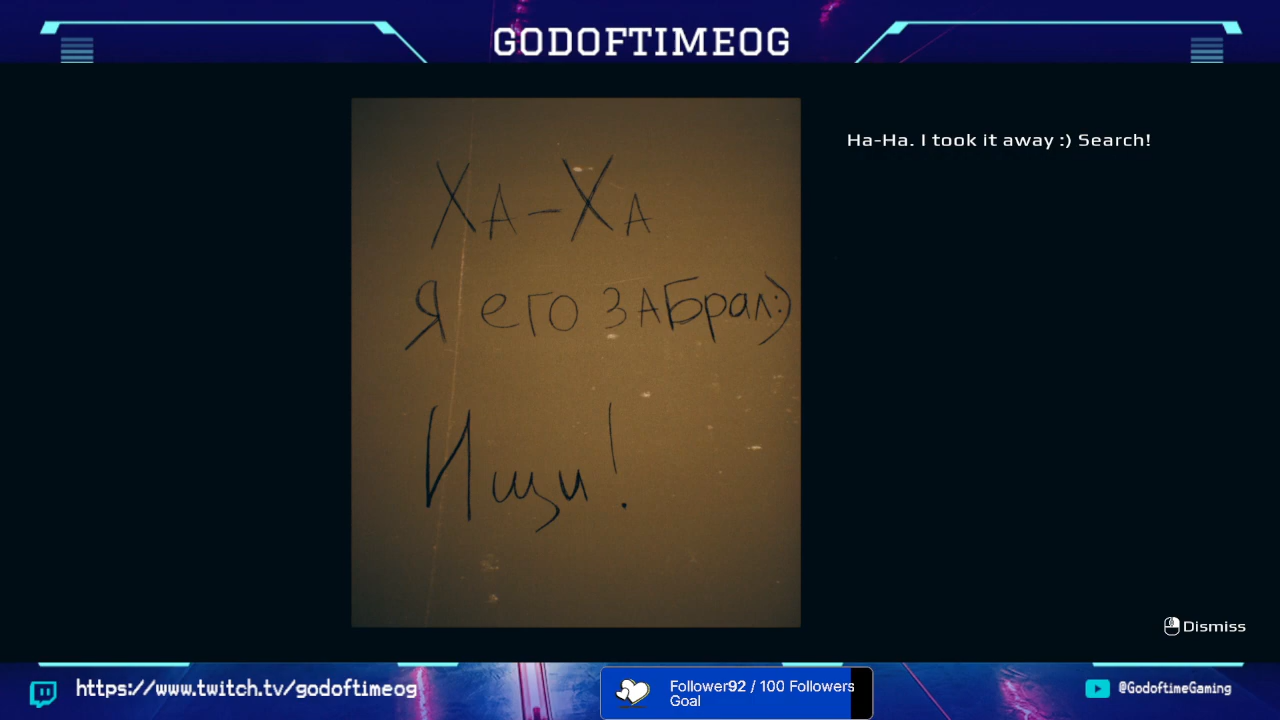 GODOFTIMEOG
Ha-Ha. I took it away :) Search!
Ха-Ха
Я его забрал:)
Ищи!
Dismiss
https://www.twitch.tv/godoftimeog
Follower92 / 100 Followers
Goal
@GodoftimeGaming